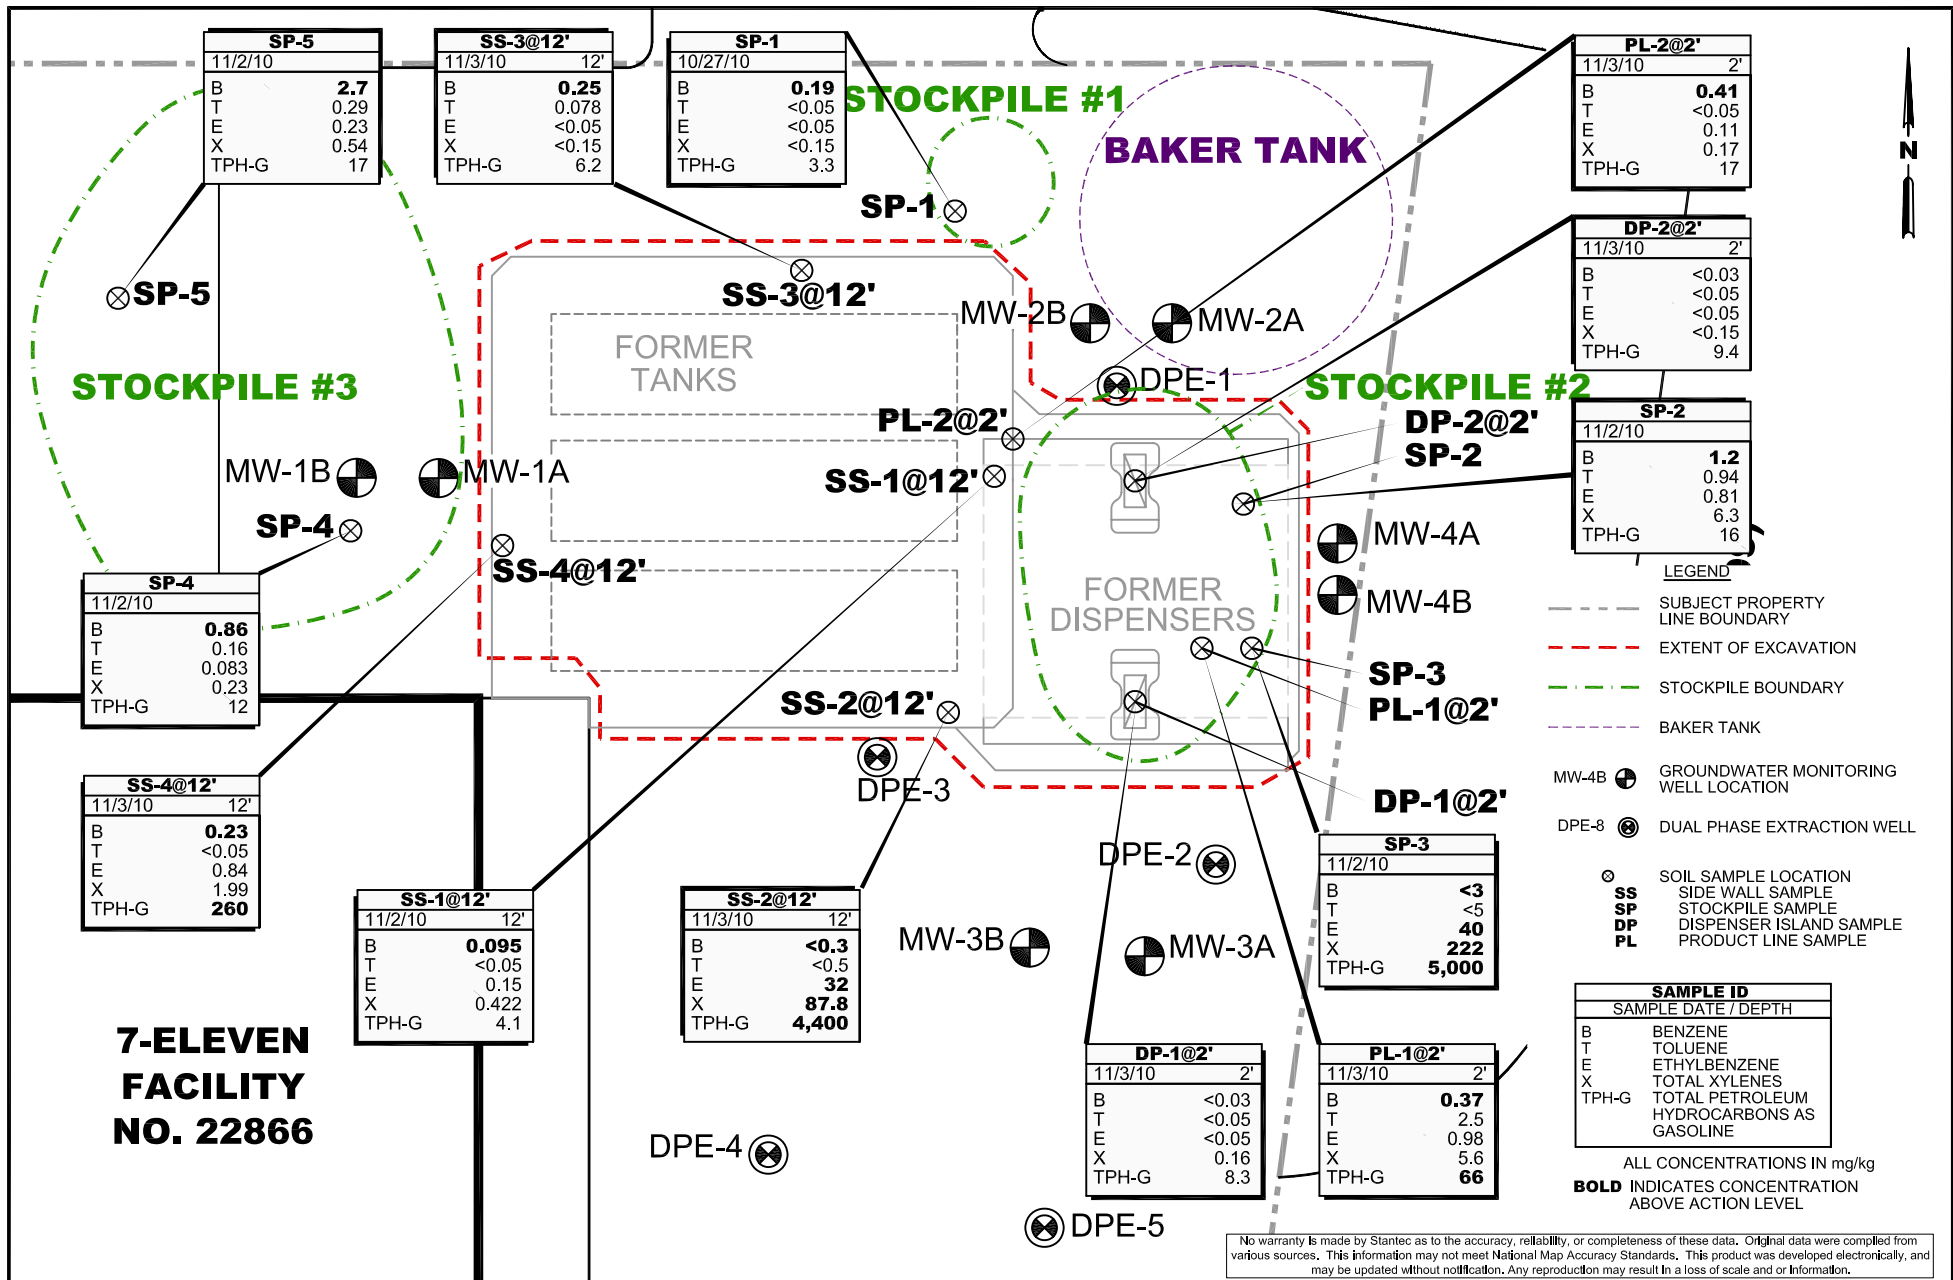 SP-5
11/2/10
B 2.7
T 0.29
E 0.23
X 0.54
TPH-G 17
SS-3@12'
11/3/10 12'
B 0.25
T 0.078
E <0.05
X <0.15
TPH-G 6.2
SP-1
10/27/10
B 0.19
T <0.05
E <0.05
X <0.15
TPH-G 3.3
STOCKPILE #1
BAKER TANK
SP-1
PL-2@2'
11/3/10 2'
B 0.41
T <0.05
E 0.11
X 0.17
TPH-G 17
N
DP-2@2'
11/3/10 2'
B <0.03
T <0.05
E <0.05
X <0.15
TPH-G 9.4
SP-5
SS-3@12'
MW-2B
MW-2A
FORMER
TANKS
STOCKPILE #3
DPE-1
STOCKPILE #2
PL-2@2'
DP-2@2'
SP-2
SP-2
11/2/10
B 1.2
T 0.94
E 0.81
X 6.3
TPH-G 16
MW-1B
MW-1A
SS-1@12'
SP-4
SS-4@12'
MW-4A
MW-4B
FORMER
DISPENSERS
SP-3
PL-1@2'
SP-4
11/2/10
B 0.86
T 0.16
E 0.083
X 0.23
TPH-G 12
SS-2@12'
DPE-3
DP-1@2'
SS-4@12'
11/3/10 12'
B 0.23
T <0.05
E 0.84
X 1.99
TPH-G 260
DPE-2
SS-1@12'
11/2/10 12'
B 0.095
T <0.05
E 0.15
X 0.422
TPH-G 4.1
SS-2@12'
11/3/10 12'
B <0.3
T <0.5
E 32
X 87.8
TPH-G 4,400
MW-3B
MW-3A
SP-3
11/2/10
B <3
T <5
E 40
X 222
TPH-G 5,000
DP-1@2'
11/3/10 2'
B <0.03
T <0.05
E <0.05
X 0.16
TPH-G 8.3
PL-1@2'
11/3/10 2'
B 0.37
T 2.5
E 0.98
X 5.6
TPH-G 66
7-ELEVEN
FACILITY
NO. 22866
DPE-4
DPE-5
LEGEND
SUBJECT PROPERTY
LINE BOUNDARY
EXTENT OF EXCAVATION
STOCKPILE BOUNDARY
BAKER TANK
MW-4B GROUNDWATER MONITORING
WELL LOCATION
DPE-8 DUAL PHASE EXTRACTION WELL
SOIL SAMPLE LOCATION
SS SIDE WALL SAMPLE
SP STOCKPILE SAMPLE
DP DISPENSER ISLAND SAMPLE
PL PRODUCT LINE SAMPLE
SAMPLE ID
SAMPLE DATE / DEPTH
B BENZENE
T TOLUENE
E ETHYLBENZENE
X TOTAL XYLENES
TPH-G TOTAL PETROLEUM
HYDROCARBONS AS
GASOLINE
ALL CONCENTRATIONS IN mg/kg
BOLD INDICATES CONCENTRATION
ABOVE ACTION LEVEL
No warranty is made by Stantec as to the accuracy, reliability, or completeness of these data. Original data were compiled from
various sources. This information may not meet National Map Accuracy Standards. This product was developed electronically, and
may be updated without notification. Any reproduction may result in a loss of scale and or information.